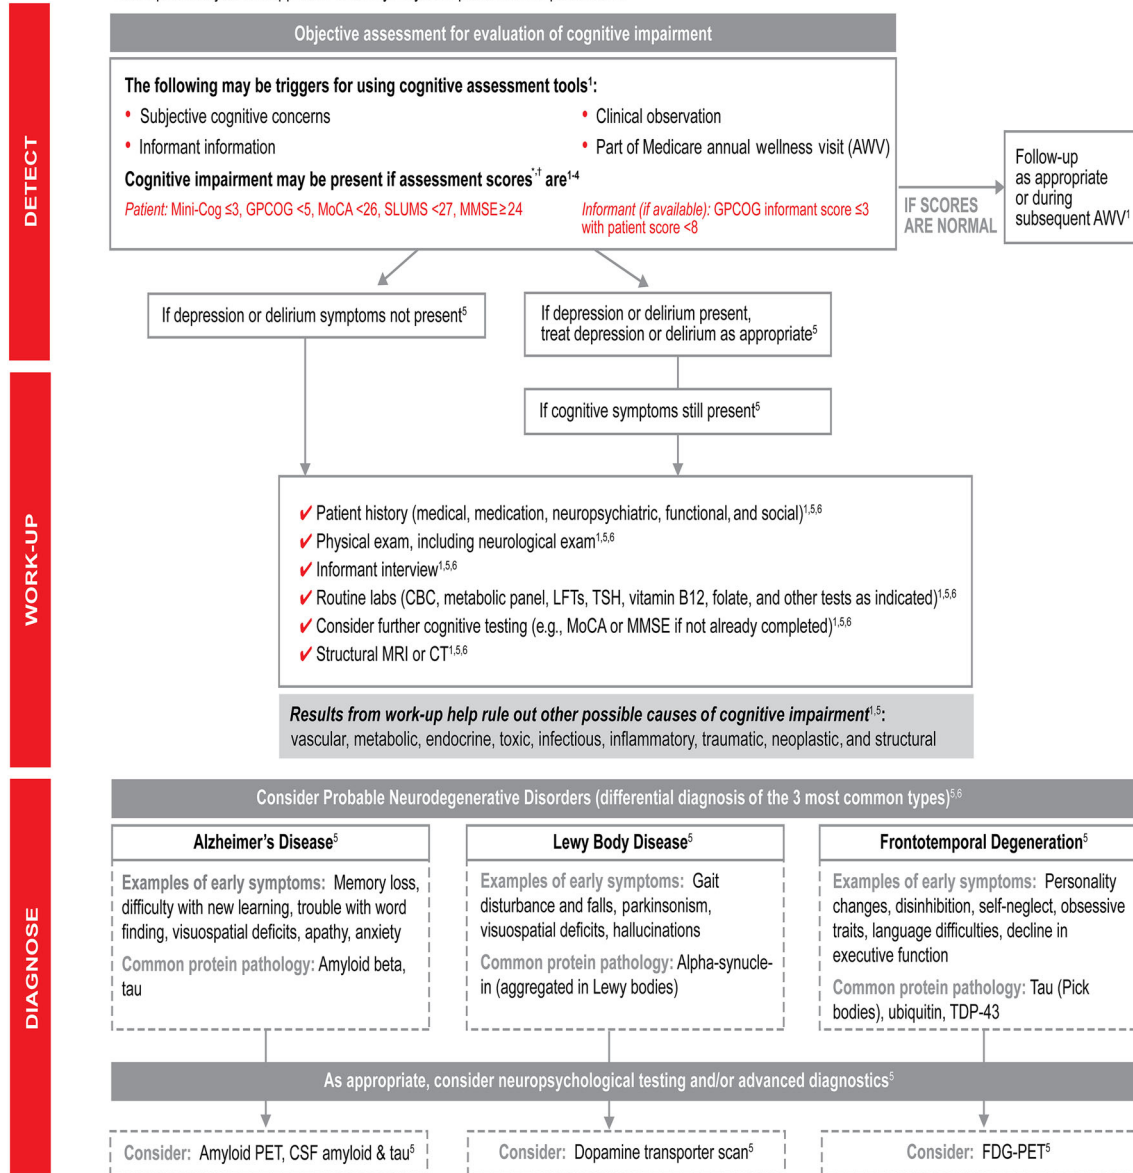 Objective assessment for evaluation of cognitive impairment
DETECT
The following may be triggers for using cognitive assessment tools¹:
• Subjective cognitive concerns
• Informant information
• Clinical observation
• Part of Medicare annual wellness visit (AWV)
Cognitive impairment may be present if assessment scores*,† are¹⁻⁴
Patient: Mini-Cog ≤3, GPCOG <5, MoCA <26, SLUMS <27, MMSE ≥ 24
Informant (if available): GPCOG informant score ≤3
with patient score <8
IF SCORES
ARE NORMAL
Follow-up
as appropriate
or during
subsequent AWV¹
If depression or delirium symptoms not present⁵
If depression or delirium present,
treat depression or delirium as appropriate⁵
If cognitive symptoms still present⁵
WORK-UP
✔ Patient history (medical, medication, neuropsychiatric, functional, and social)¹,⁵,⁶
✔ Physical exam, including neurological exam¹,⁵,⁶
✔ Informant interview¹,⁵,⁶
✔ Routine labs (CBC, metabolic panel, LFTs, TSH, vitamin B12, folate, and other tests as indicated)¹,⁵,⁶
✔ Consider further cognitive testing (e.g., MoCA or MMSE if not already completed)¹,⁵,⁶
✔ Structural MRI or CT¹,⁵,⁶
Results from work-up help rule out other possible causes of cognitive impairment¹,⁵:
vascular, metabolic, endocrine, toxic, infectious, inflammatory, traumatic, neoplastic, and structural
DIAGNOSE
Consider Probable Neurodegenerative Disorders (differential diagnosis of the 3 most common types)⁵,⁶
Alzheimer's Disease⁵
Examples of early symptoms: Memory loss,
difficulty with new learning, trouble with word
finding, visuospatial deficits, apathy, anxiety
Common protein pathology: Amyloid beta,
tau
Lewy Body Disease⁵
Examples of early symptoms: Gait
disturbance and falls, parkinsonism,
visuospatial deficits, hallucinations
Common protein pathology: Alpha-synucle-
in (aggregated in Lewy bodies)
Frontotemporal Degeneration⁵
Examples of early symptoms: Personality
changes, disinhibition, self-neglect, obsessive
traits, language difficulties, decline in
executive function
Common protein pathology: Tau (Pick
bodies), ubiquitin, TDP-43
As appropriate, consider neuropsychological testing and/or advanced diagnostics⁵
Consider: Amyloid PET, CSF amyloid & tau⁵
Consider: Dopamine transporter scan⁵
Consider: FDG-PET⁵